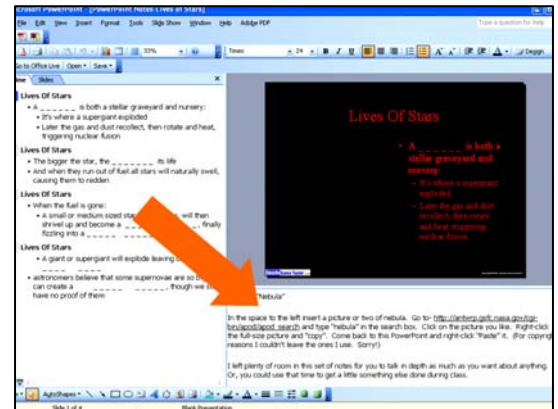 Microsoft PowerPoint - [PowerPoint Notes Lives of Stars]
File Edit View Insert Format Tools Slide Show Window Help Adobe PDF
Type a question for help
33%
Times
24
B I U
Design
Go to Office Live Open Save
Slides
Lives Of Stars
• A _ _ _ _ _ _ is both a stellar graveyard and nursery:
• It's where a supergiant exploded
• Later the gas and dust recollect, then rotate and heat,
triggering nuclear fusion
Lives Of Stars
• The bigger the star, the _ _ _ _ _ _ _ its life
• And when they run out of fuel all stars will naturally swell,
causing them to redden
Lives Of Stars
• When the fuel is gone:
• A small or medium sized star will then
shrivel up and become a , finally
fizzling into a _ _ _ _ _
Lives Of Stars
• A giant or supergiant will explode leaving
• astronomers believe that some supernovae are so
can create a _ _ _ _ _ _ _ _ _, though we
have no proof of them
Lives Of Stars
• A _ _ _ _ _ _ is both a
stellar graveyard and
nursery:
– It's where a supergiant
exploded
– Later the gas and dust
recollect, then rotate
and heat, triggering
nuclear fusion
"Nebula"
In the space to the left insert a picture or two of nebula. Go to- http://antwrp.gsfc.nasa.gov/cgi-
bin/apod/apod_search and type "nebula" in the search box. Click on the picture you like. Right-click
the full-size picture and "copy". Come back to this PowerPoint and right-click "Paste" it. (For copyright
reasons I couldn't leave the ones I use. Sorry!)
I left plenty of room in this set of notes for you to talk in depth as much as you want about anything.
Or, you could use that time to get a little something else done during class.
AutoShapes
Slide 1 of 4
Blank Presentation